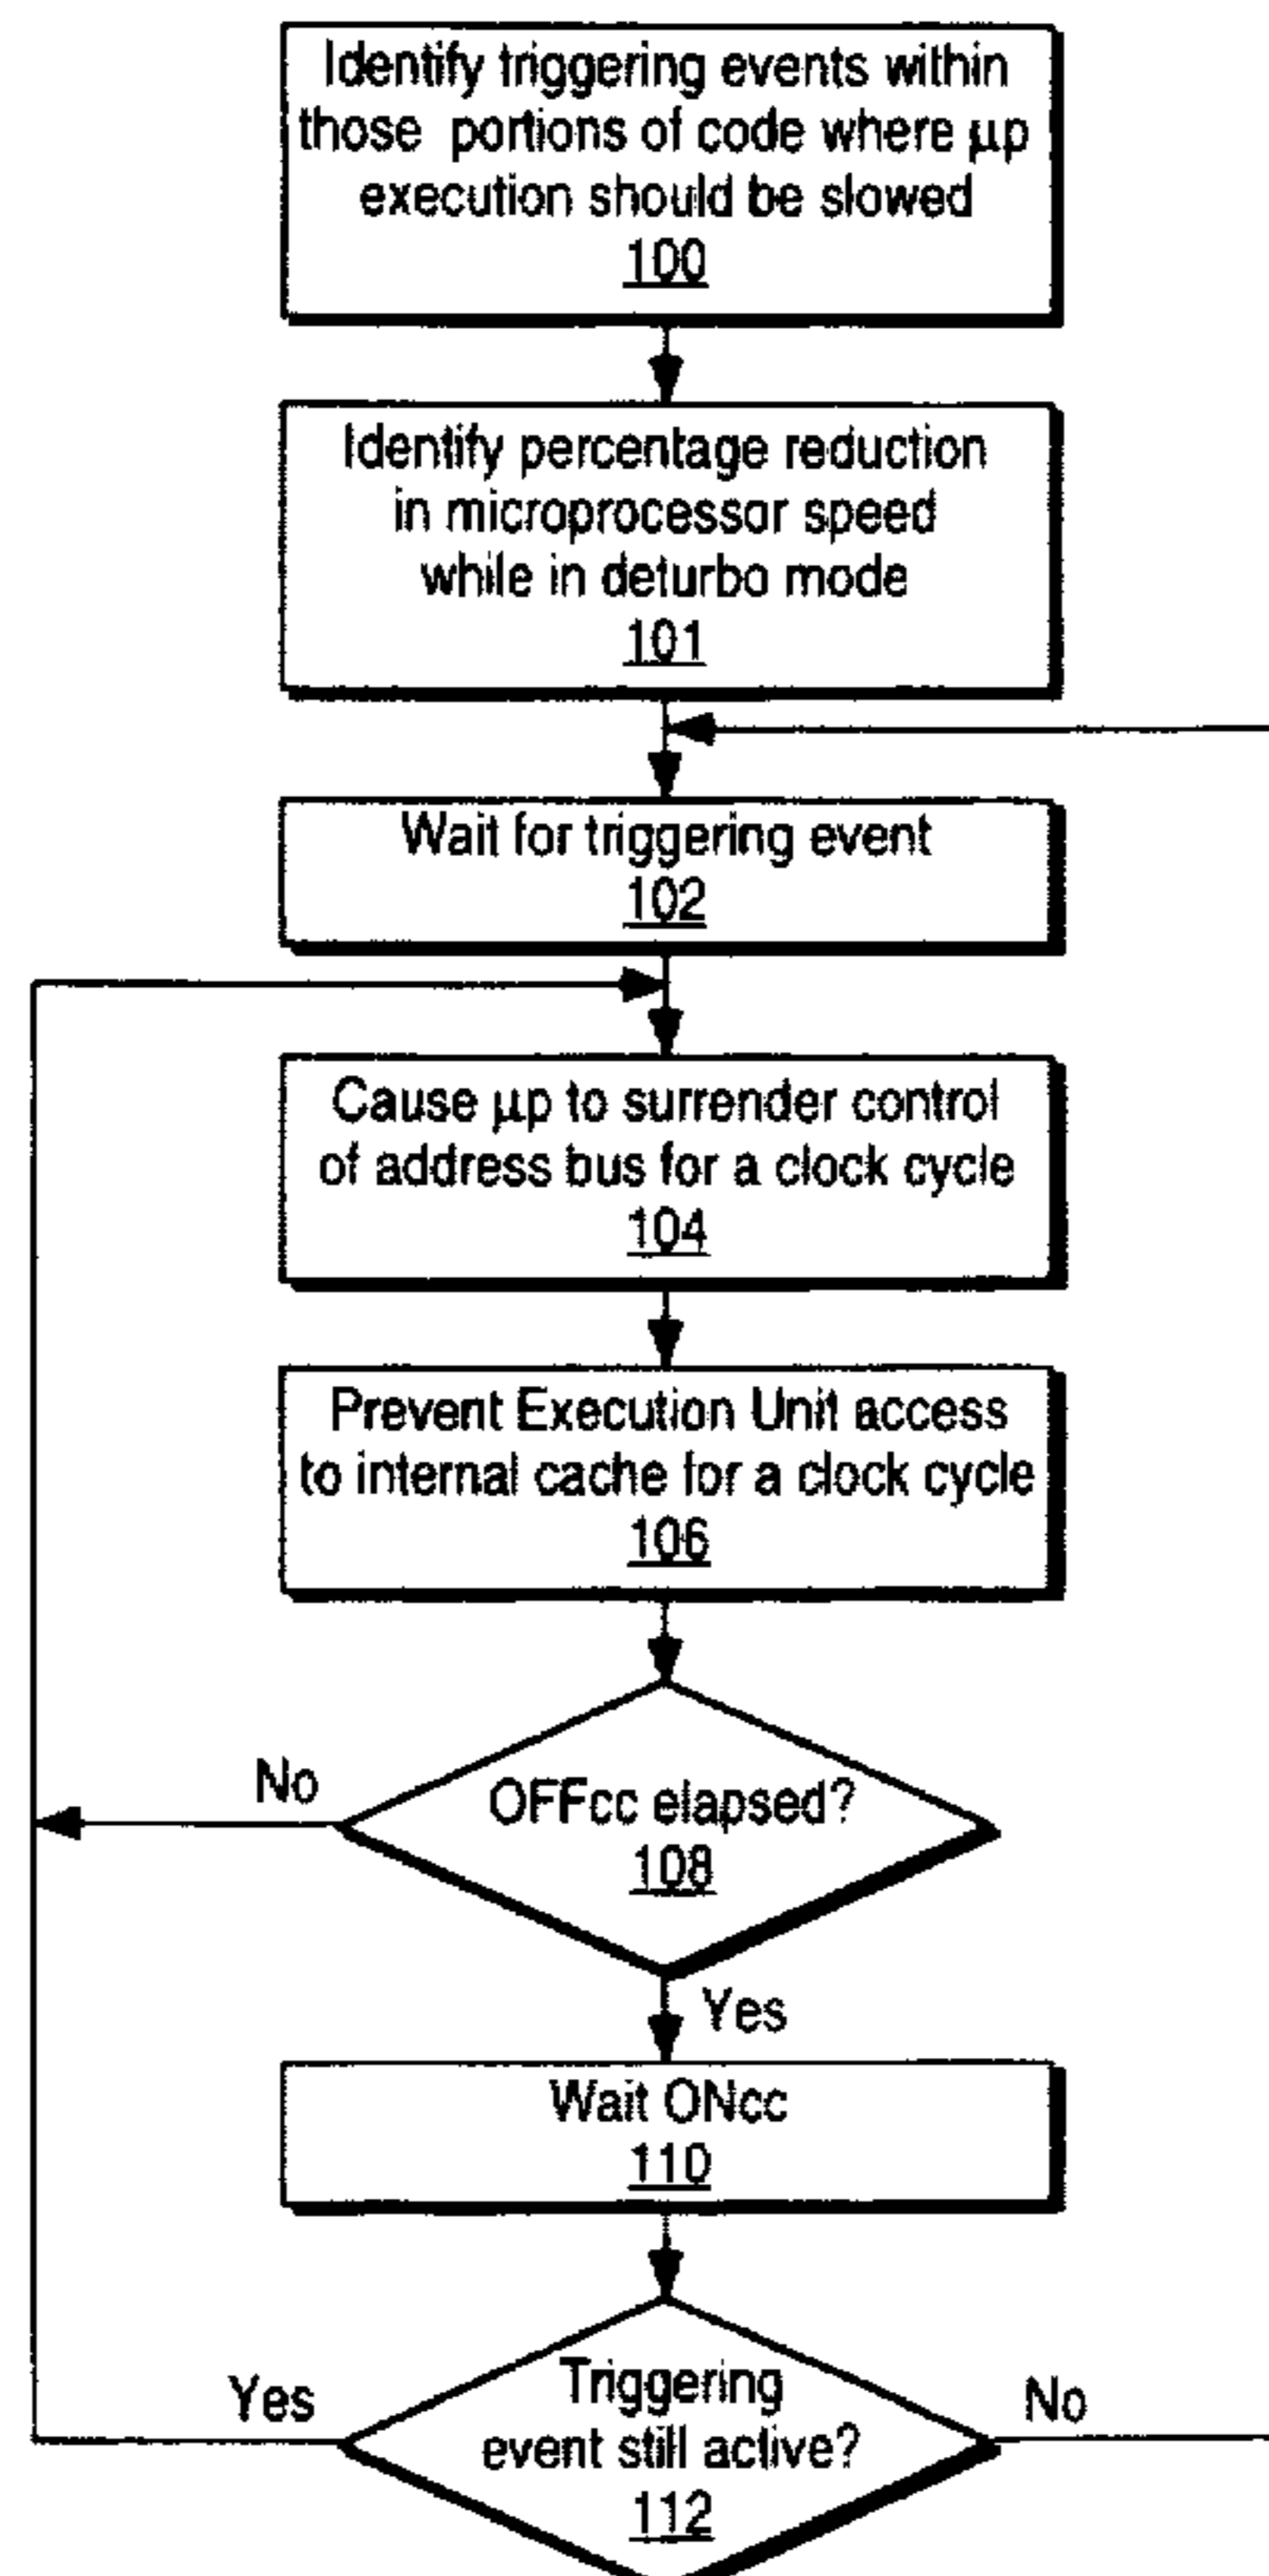 Identify triggering events within
those portions of code where μp
execution should be slowed
100
Identify percentage reduction
in microprocessor speed
while in deturbo mode
101
Wait for triggering event
102
Cause μp to surrender control
of address bus for a clock cycle
104
Prevent Execution Unit access
to internal cache for a clock cycle
106
No
OFFcc elapsed?
108
Yes
Wait ONcc
110
Yes
Triggering
event still active?
112
No